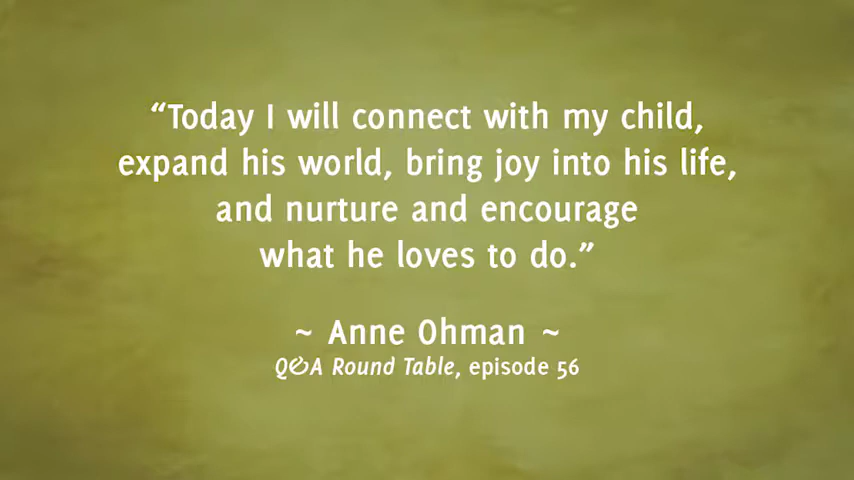 “Today I will connect with my child,
expand his world, bring joy into his life,
and nurture and encourage
what he loves to do.”
~ Anne Ohman ~
Q&A Round Table, episode 56